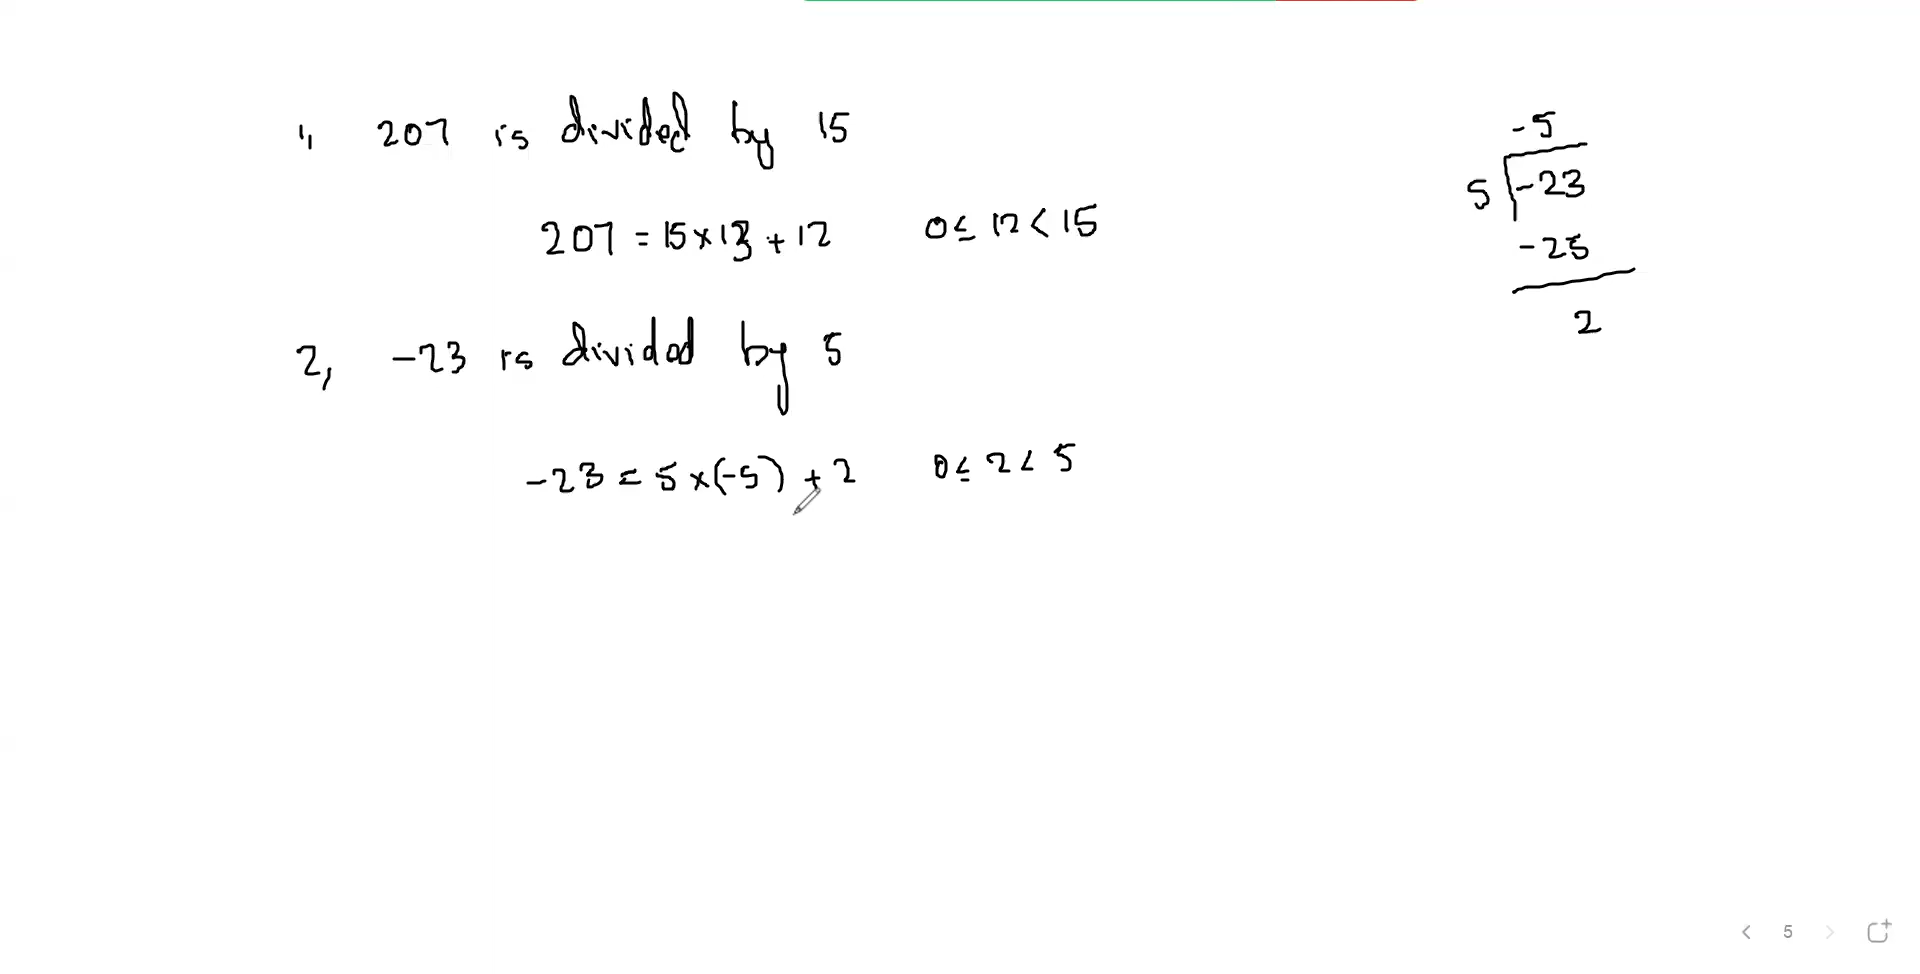 1, 207 is divided by 15
207 = 15 × 13 + 12 0 ≤ 12 < 15
2, -23 is divided by 5
-23 = 5 × (-5) + 2 0 ≤ 2 < 5
-5
5 -23
-25
2
5